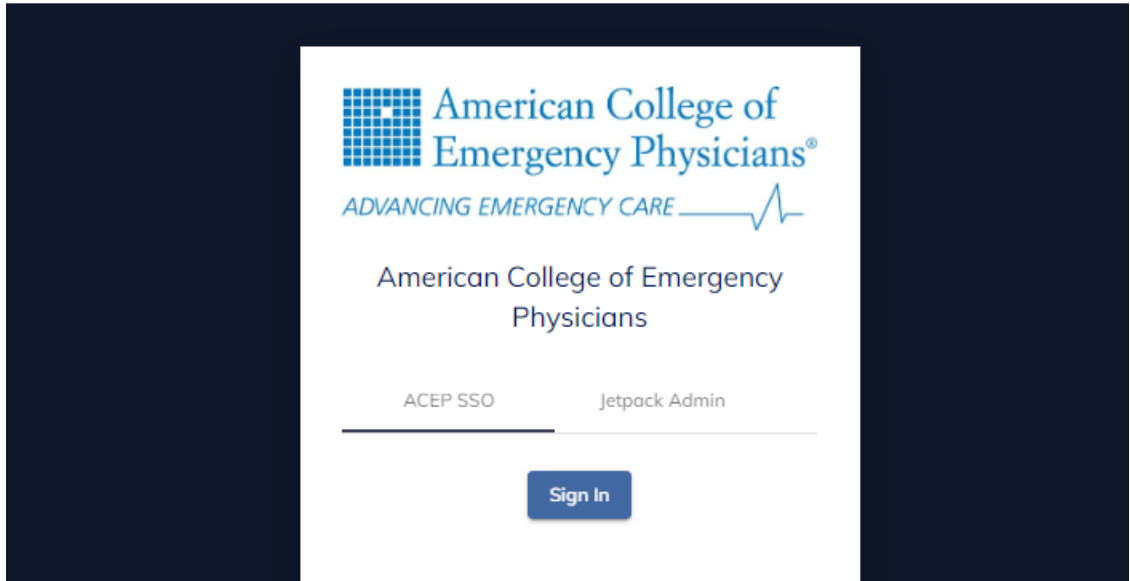 American College of
Emergency Physicians®
ADVANCING EMERGENCY CARE
American College of Emergency
Physicians
ACEP SSO
Jetpack Admin
Sign In